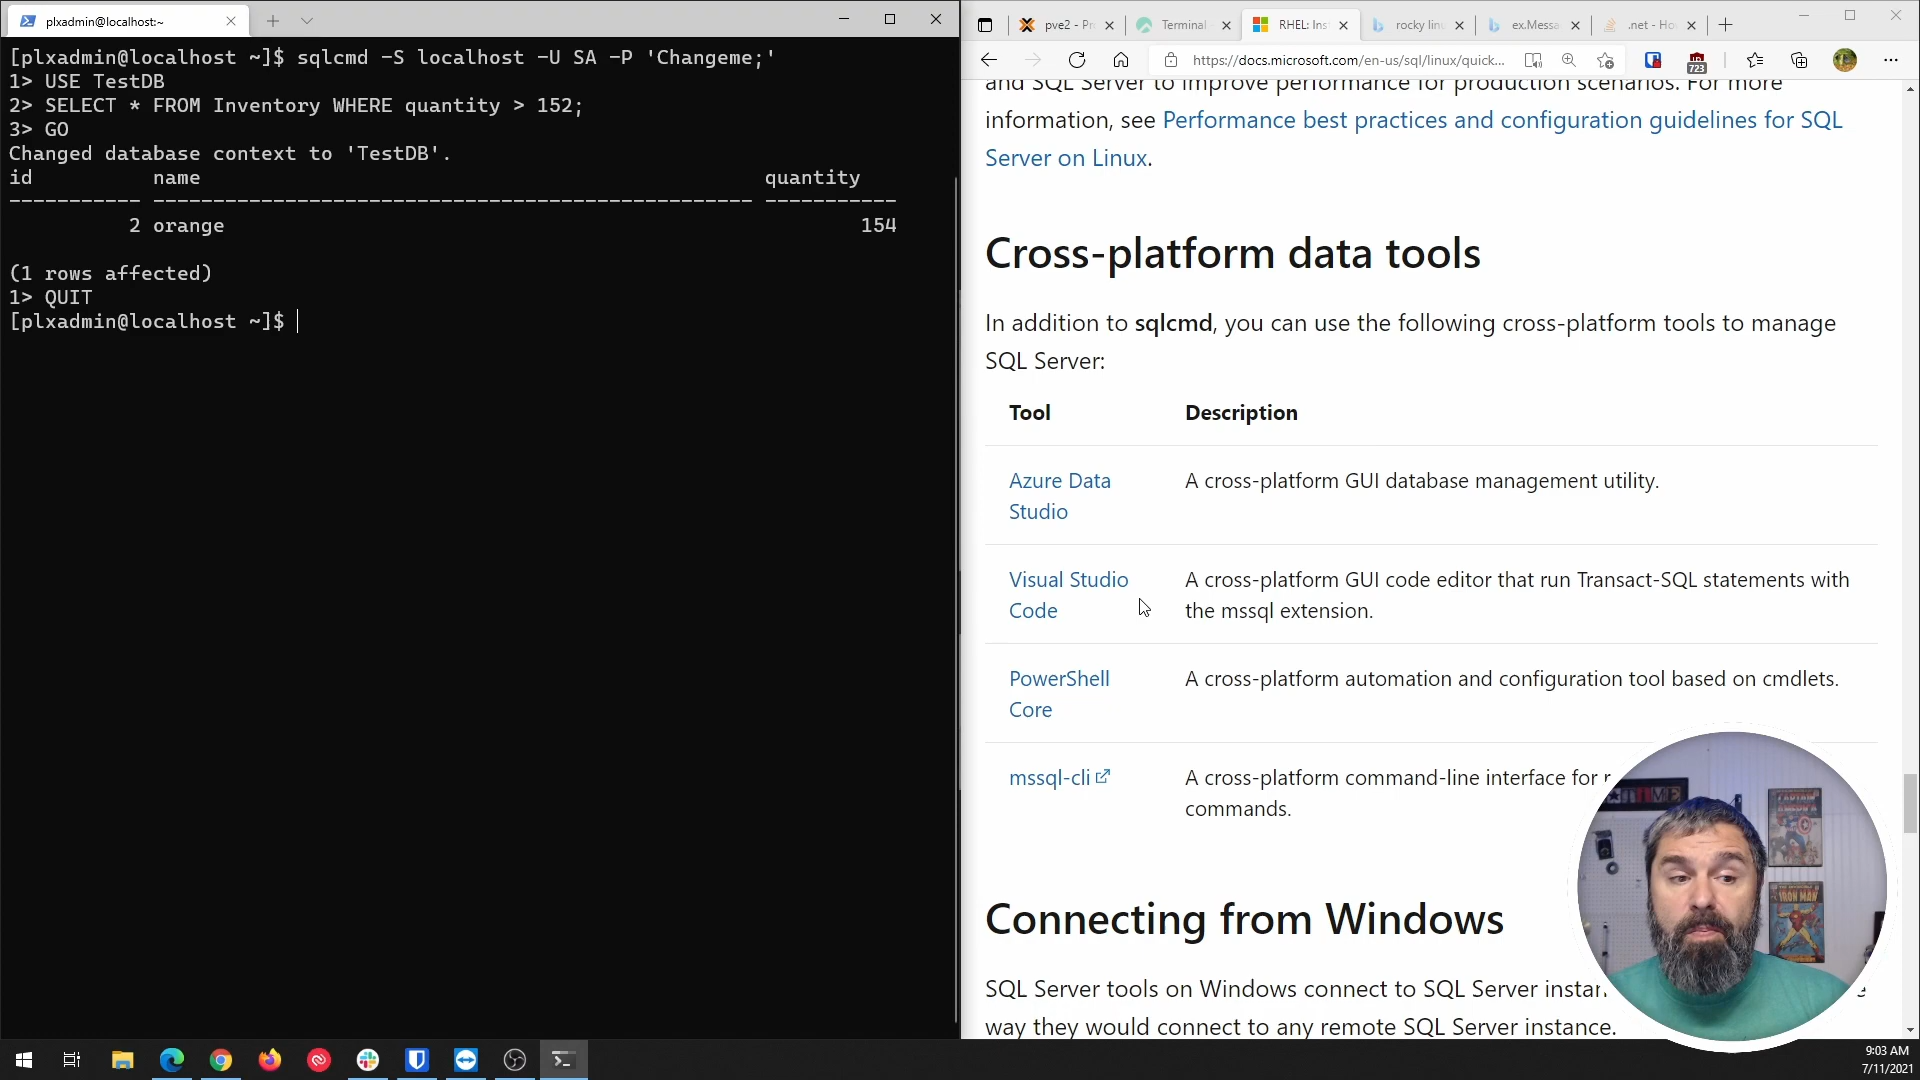 plxadmin@localhost:~
[plxadmin@localhost ~]$ sqlcmd -S localhost -U SA -P 'Changeme;'
1> USE TestDB
2> SELECT * FROM Inventory WHERE quantity > 152;
3> GO
Changed database context to 'TestDB'.
id name quantity
----------- -------------------------------------------------- -----------
2 orange 154
(1 rows affected)
1> QUIT
[plxadmin@localhost ~]$
pve2 - Pr
Terminal
RHEL: Ins
rocky lin
ex.Messa
.net - Ho
https://docs.microsoft.com/en-us/sql/linux/quick...
723
and SQL Server to improve performance for production scenarios. For more
information, see Performance best practices and configuration guidelines for SQL
Server on Linux.
Cross-platform data tools
In addition to sqlcmd, you can use the following cross-platform tools to manage
SQL Server:
Tool Description
Azure Data
Studio
A cross-platform GUI database management utility.
Visual Studio
Code
A cross-platform GUI code editor that run Transact-SQL statements with
the mssql extension.
PowerShell
Core
A cross-platform automation and configuration tool based on cmdlets.
mssql-cli
A cross-platform command-line interface for
commands.
Connecting from Windows
SQL Server tools on Windows connect to SQL Server
way they would connect to any remote SQL Server instance.
IRON MAN
9:03 AM
7/11/2021